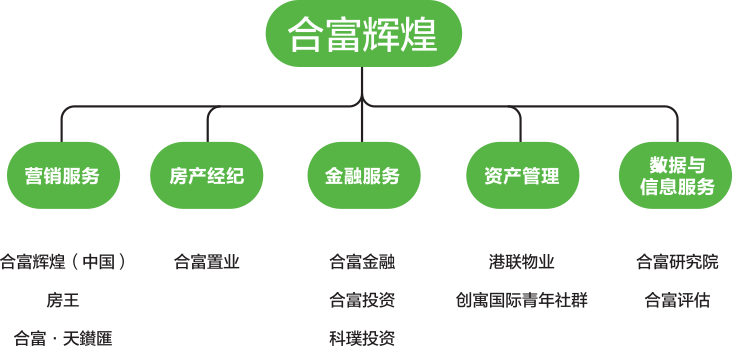 合富辉煌
营销服务
房产经纪
金融服务
资产管理
数据与
信息服务
合富辉煌（中国）
合富置业
合富金融
港联物业
合富研究院
房王
合富投资
创寓国际青年社群
合富评估
合富·天鑚匯
科璞投资